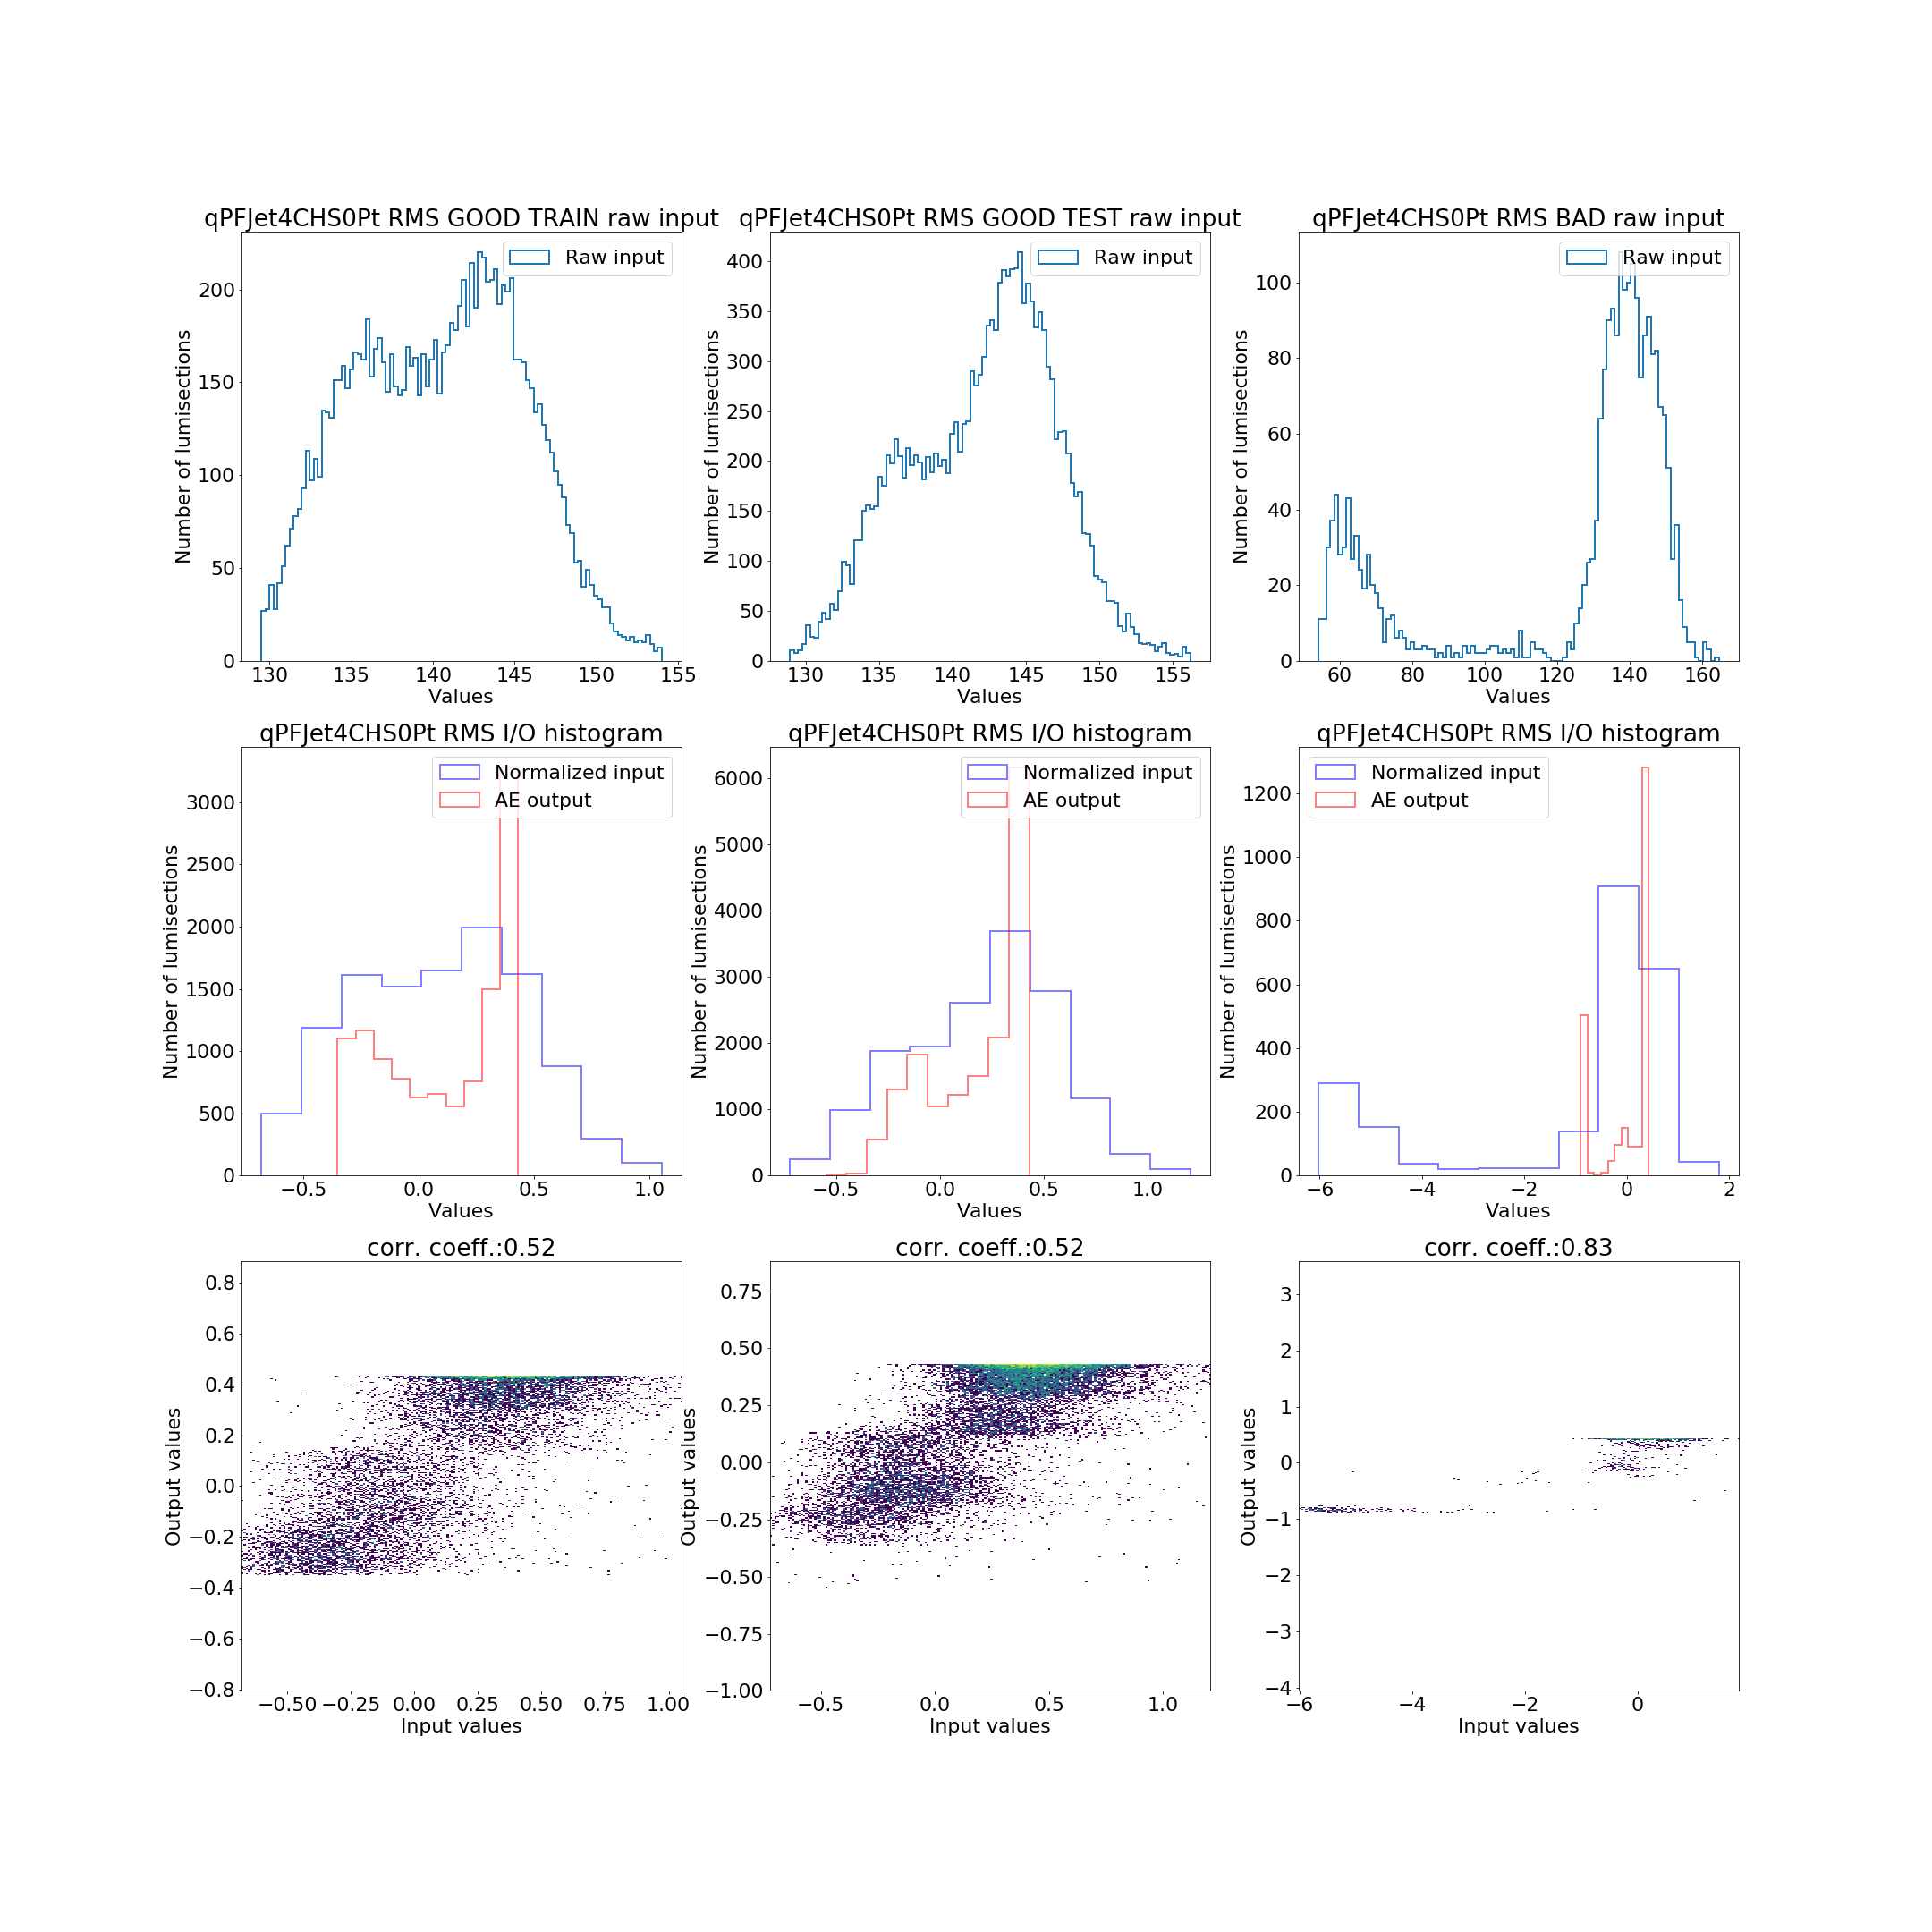 qPFJet4CHS0Pt RMS GOOD TRAIN raw input
Raw input
200
150
100
50
0
130 135 140 145 150 155
Number of lumisections
Values
qPFJet4CHS0Pt RMS GOOD TEST raw input
Raw input
400
350
300
250
200
150
100
50
0
130 135 140 145 150 155
Number of lumisections
Values
qPFJet4CHS0Pt RMS BAD raw input
Raw input
100
80
60
40
20
0
60 80 100 120 140 160
Number of lumisections
Values
qPFJet4CHS0Pt RMS I/O histogram
Normalized input
AE output
3000
2500
2000
1500
1000
500
0
−0.5 0.0 0.5 1.0
Number of lumisections
Values
qPFJet4CHS0Pt RMS I/O histogram
Normalized input
AE output
6000
5000
4000
3000
2000
1000
0
−0.5 0.0 0.5 1.0
Number of lumisections
Values
qPFJet4CHS0Pt RMS I/O histogram
Normalized input
AE output
1200
1000
800
600
400
200
0
−6 −4 −2 0 2
Number of lumisections
Values
corr. coeff.:0.52
0.8
0.6
0.4
0.2
0.0
−0.2
−0.4
−0.6
−0.8
−0.50 −0.25 0.00 0.25 0.50 0.75 1.00
Output values
Input values
corr. coeff.:0.52
0.75
0.50
0.25
0.00
−0.25
−0.50
−0.75
−1.00
−0.5 0.0 0.5 1.0
Output values
Input values
corr. coeff.:0.83
3
2
1
0
−1
−2
−3
−4
−6 −4 −2 0
Output values
Input values